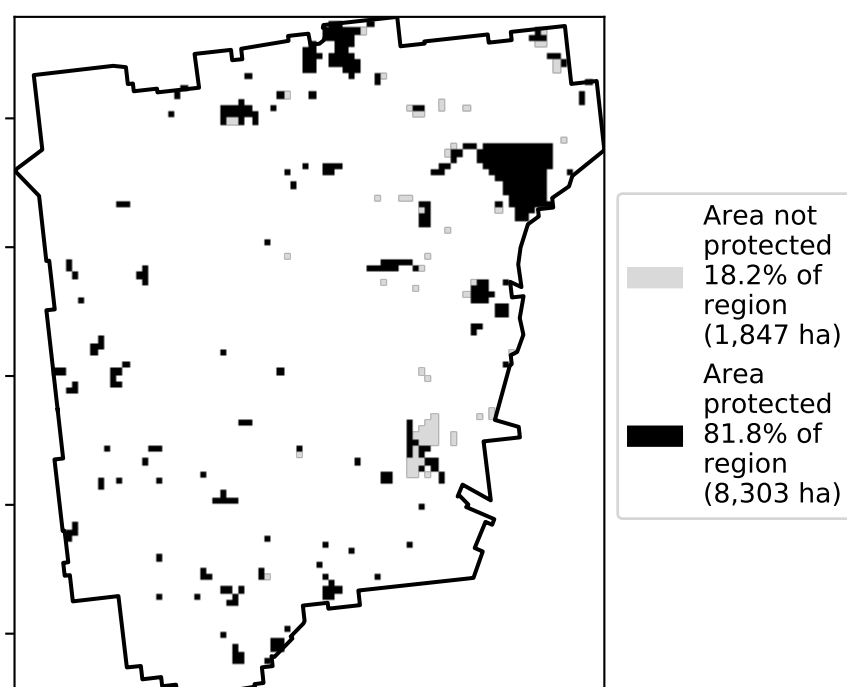 Area not
protected
18.2% of
region
(1,847 ha)
Area
protected
81.8% of
region
(8,303 ha)